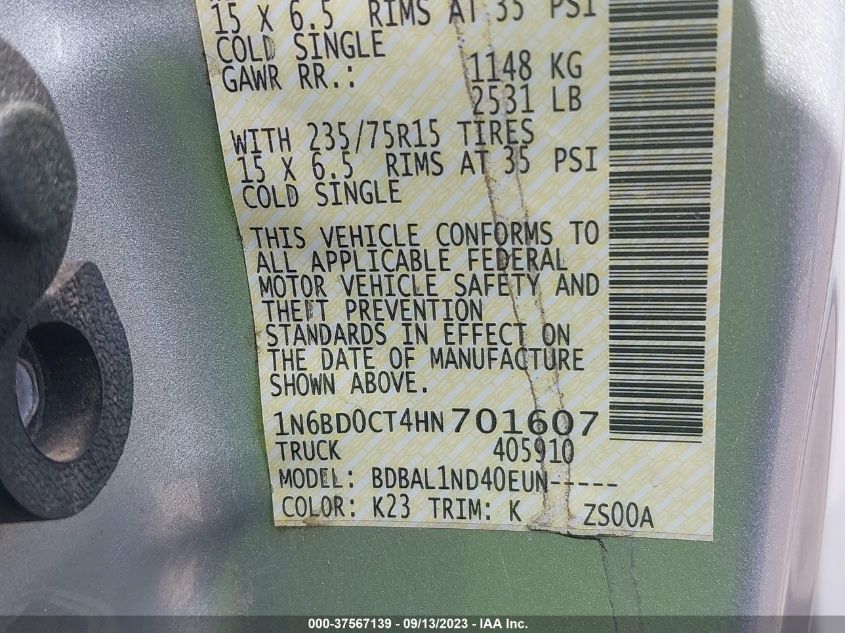 15 X 6.5 RIMS AT 35 PSI
COLD SINGLE
GAWR RR.: 1148 KG
2531 LB
WITH 235/75R15 TIRES
15 X 6.5 RIMS AT 35 PSI
COLD SINGLE
THIS VEHICLE CONFORMS TO
ALL APPLICABLE FEDERAL
MOTOR VEHICLE SAFETY AND
THEFT PREVENTION
STANDARDS IN EFFECT ON
THE DATE OF MANUFACTURE
SHOWN ABOVE.
1N6BD0CT4HN701607
TRUCK 405910
MODEL: BDBAL1ND40EUN-----
COLOR: K23 TRIM: K ZS00A
000-37567139 / 09/13/2023 - IAA Inc.